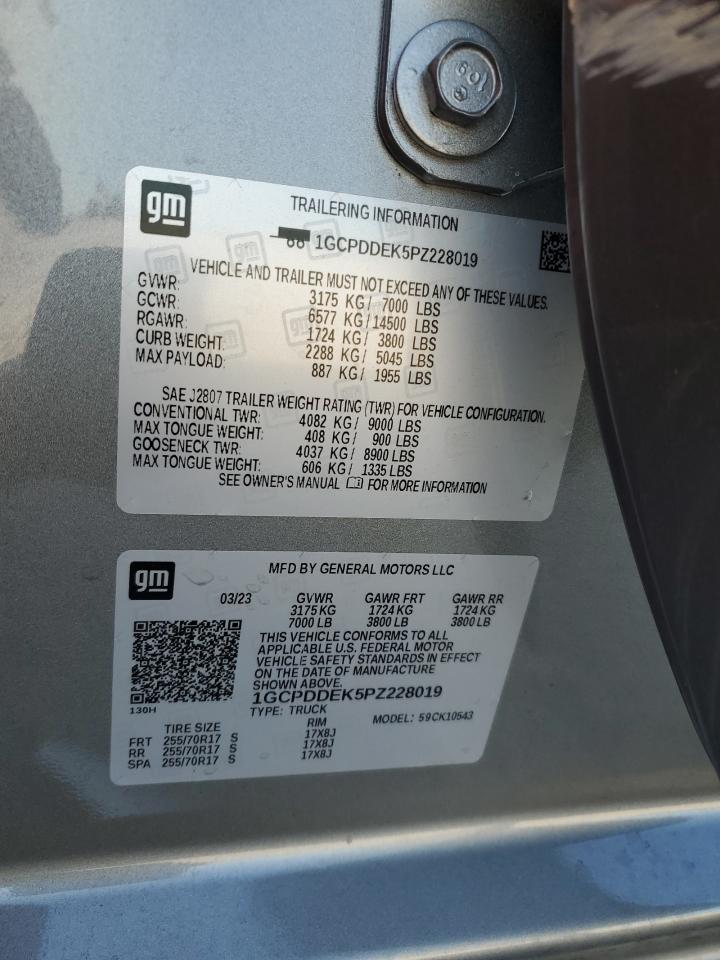 109
gm
TRAILERING INFORMATION
1GCPDDEK5PZ228019
VEHICLE AND TRAILER MUST NOT EXCEED ANY OF THESE VALUES.
GVWR: 3175 KG/ 7000 LBS
GCWR: 6577 KG/ 14500 LBS
RGAWR: 1724 KG/ 3800 LBS
CURB WEIGHT: 2288 KG/ 5045 LBS
MAX PAYLOAD: 887 KG/ 1955 LBS
SAE J2807 TRAILER WEIGHT RATING (TWR) FOR VEHICLE CONFIGURATION.
CONVENTIONAL TWR: 4082 KG/ 9000 LBS
MAX TONGUE WEIGHT: 408 KG/ 900 LBS
GOOSENECK TWR: 4037 KG/ 8900 LBS
MAX TONGUE WEIGHT: 606 KG/ 1335 LBS
SEE OWNER'S MANUAL FOR MORE INFORMATION
gm
MFD BY GENERAL MOTORS LLC
03/23 GVWR GAWR FRT GAWR RR
3175 KG 1724 KG 1724 KG
7000 LB 3800 LB 3800 LB
THIS VEHICLE CONFORMS TO ALL
APPLICABLE U.S. FEDERAL MOTOR
VEHICLE SAFETY STANDARDS IN EFFECT
ON THE DATE OF MANUFACTURE
SHOWN ABOVE.
1GCPDDEK5PZ228019
130H
TYPE: TRUCK MODEL: 59CK10543
TIRE SIZE RIM
FRT 255/70R17 S 17X8J
RR 255/70R17 S 17X8J
SPA 255/70R17 S 17X8J